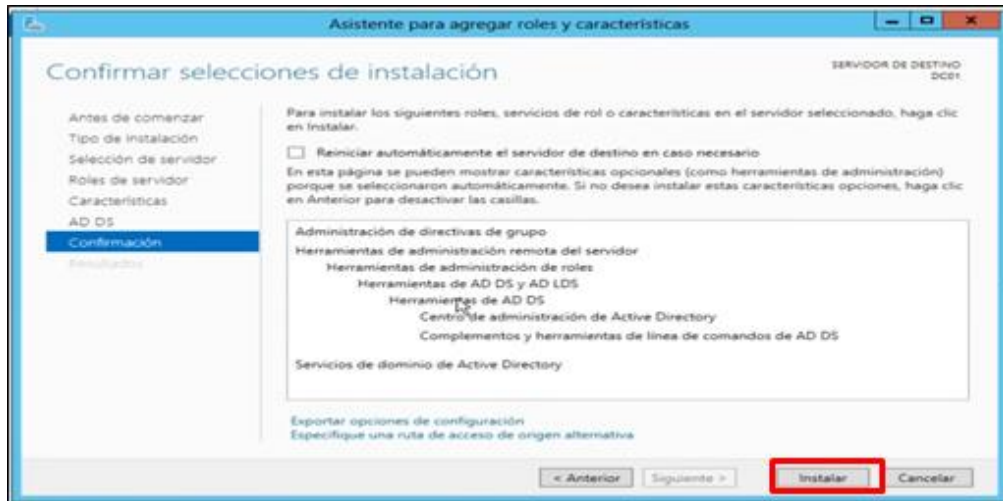 Asistente para agregar roles y características
Confirmar selecciones de instalación
SERVIDOR DE DESTINO
DC01
Antes de comenzar
Tipo de instalación
Selección de servidor
Roles de servidor
Características
AD DS
Confirmación
Resultados
Para instalar los siguientes roles, servicios de rol o características en el servidor seleccionado, haga clic
en Instalar.
Reiniciar automáticamente el servidor de destino en caso necesario
En esta página se pueden mostrar características opcionales (como herramientas de administración)
porque se seleccionaron automáticamente. Si no desea instalar estas características opciones, haga clic
en Anterior para desactivar las casillas.
Administración de directivas de grupo
Herramientas de administración remota del servidor
Herramientas de administración de roles
Herramientas de AD DS y AD LDS
Herramientas de AD DS
Centro de administración de Active Directory
Complementos y herramientas de línea de comandos de AD DS
Servicios de dominio de Active Directory
Exportar opciones de configuración
Especifique una ruta de acceso de origen alternativa
< Anterior Siguiente > Instalar Cancelar